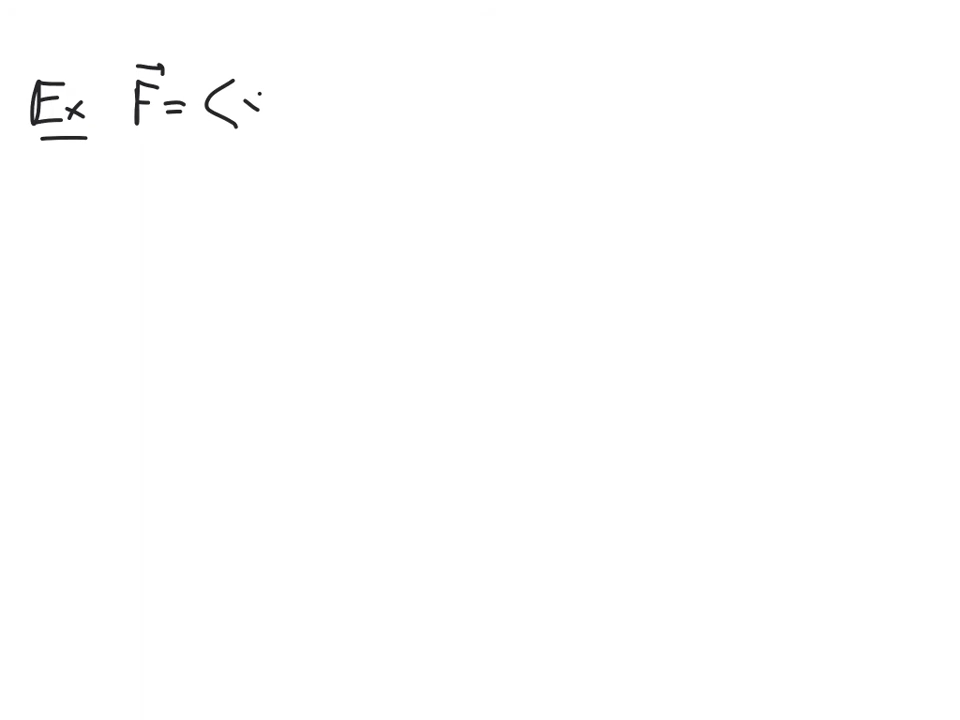 Ex F⃗ = <